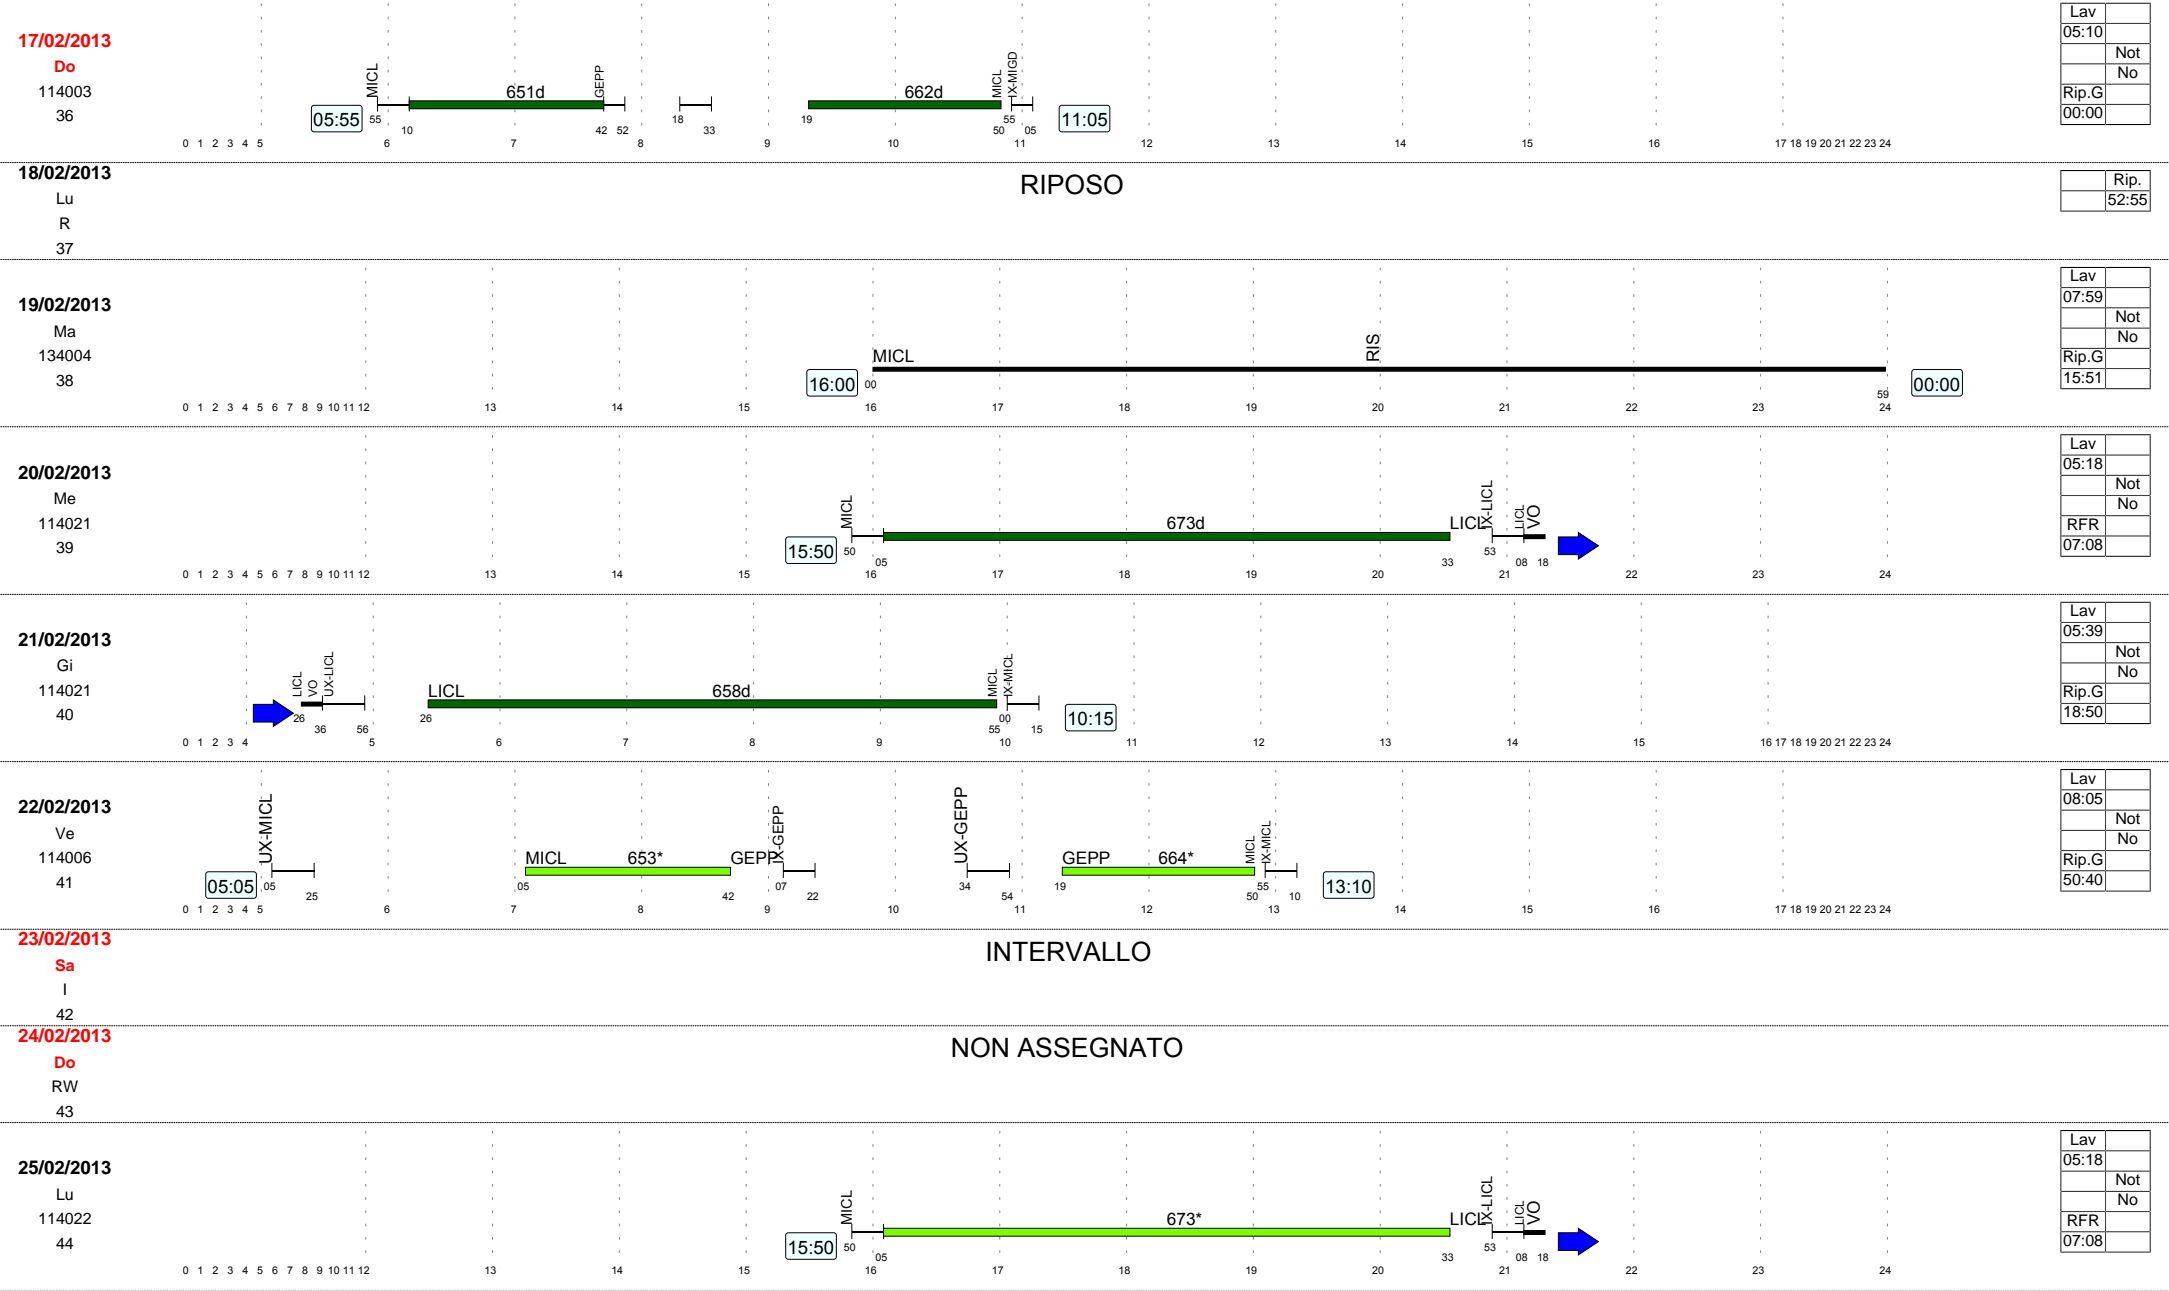 17/02/2013
Do
114003
36
MICL GEPP MICL IX-MIGD
651d 662d
05:55 55 10 42 52 18 33 19 50 55 05 11:05
0 1 2 3 4 5 6 7 8 9 10 11 12 13 14 15 16 17 18 19 20 21 22 23 24
Lav
05:10
Not
No
Rip.G
00:00
18/02/2013
Lu
R
37
RIPOSO
Rip.
52:55
19/02/2013
Ma
134004
38
MICL RIS
16:00 00 59 00:00
0 1 2 3 4 5 6 7 8 9 10 11 12 13 14 15 16 17 18 19 20 21 22 23 24
Lav
07:59
Not
No
Rip.G
15:51
20/02/2013
Me
114021
39
MICL 673d LICL IX-LICL LICL VO
15:50 50 05 33 53 08 18
0 1 2 3 4 5 6 7 8 9 10 11 12 13 14 15 16 17 18 19 20 21 22 23 24
Lav
05:18
Not
No
RFR
07:08
21/02/2013
Gi
114021
40
LICL VO UX-LICL LICL 658d MICL IX-MICL
26 36 56 26 55 00 15 10:15
0 1 2 3 4 5 6 7 8 9 10 11 12 13 14 15 16 17 18 19 20 21 22 23 24
Lav
05:39
Not
No
Rip.G
18:50
22/02/2013
Ve
114006
41
UX-MICL MICL 653* GEPP IX-GEPP UX-GEPP GEPP 664* MICL IX-MICL
05:05 05 25 05 42 07 22 34 54 19 50 55 10 13:10
0 1 2 3 4 5 6 7 8 9 10 11 12 13 14 15 16 17 18 19 20 21 22 23 24
Lav
08:05
Not
No
Rip.G
50:40
23/02/2013
Sa
I
42
INTERVALLO
24/02/2013
Do
RW
43
NON ASSEGNATO
25/02/2013
Lu
114022
44
MICL 673* LICL IX-LICL LICL VO
15:50 50 05 33 53 08 18
0 1 2 3 4 5 6 7 8 9 10 11 12 13 14 15 16 17 18 19 20 21 22 23 24
Lav
05:18
Not
No
RFR
07:08